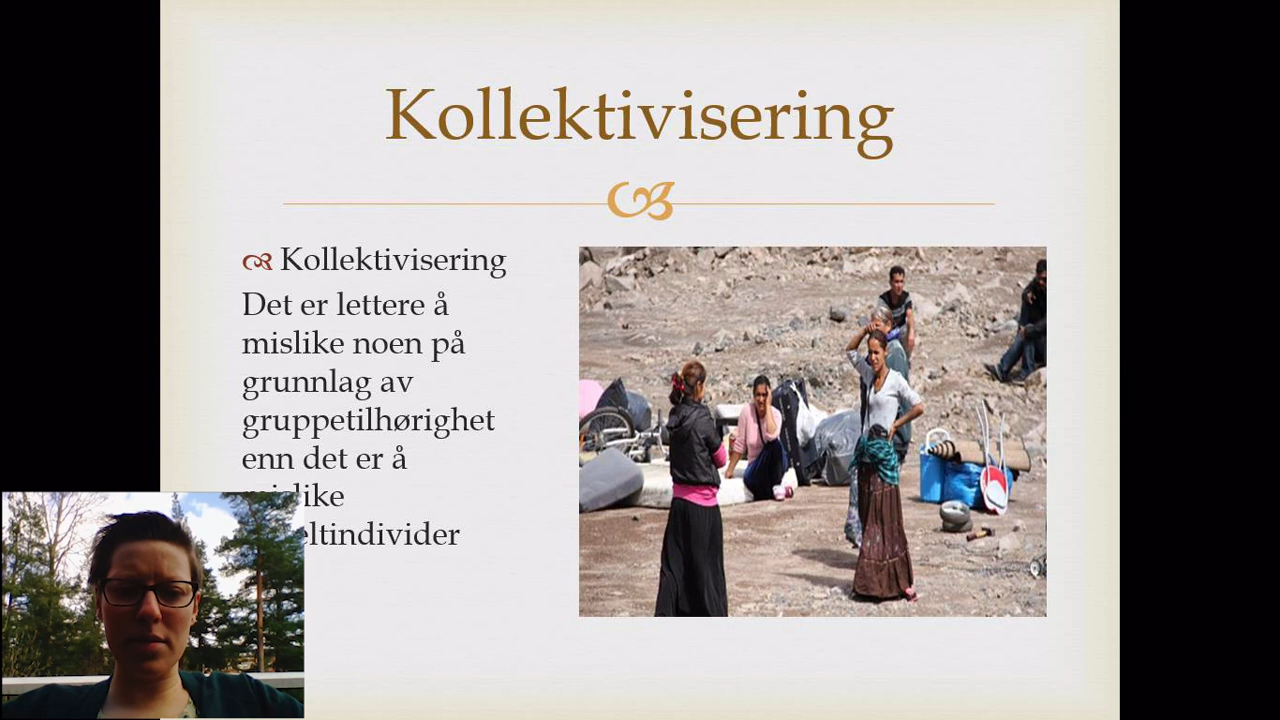 Kollektivisering
Kollektivisering
Det er lettere å
mislike noen på
grunnlag av
gruppetilhørighet
enn det er å